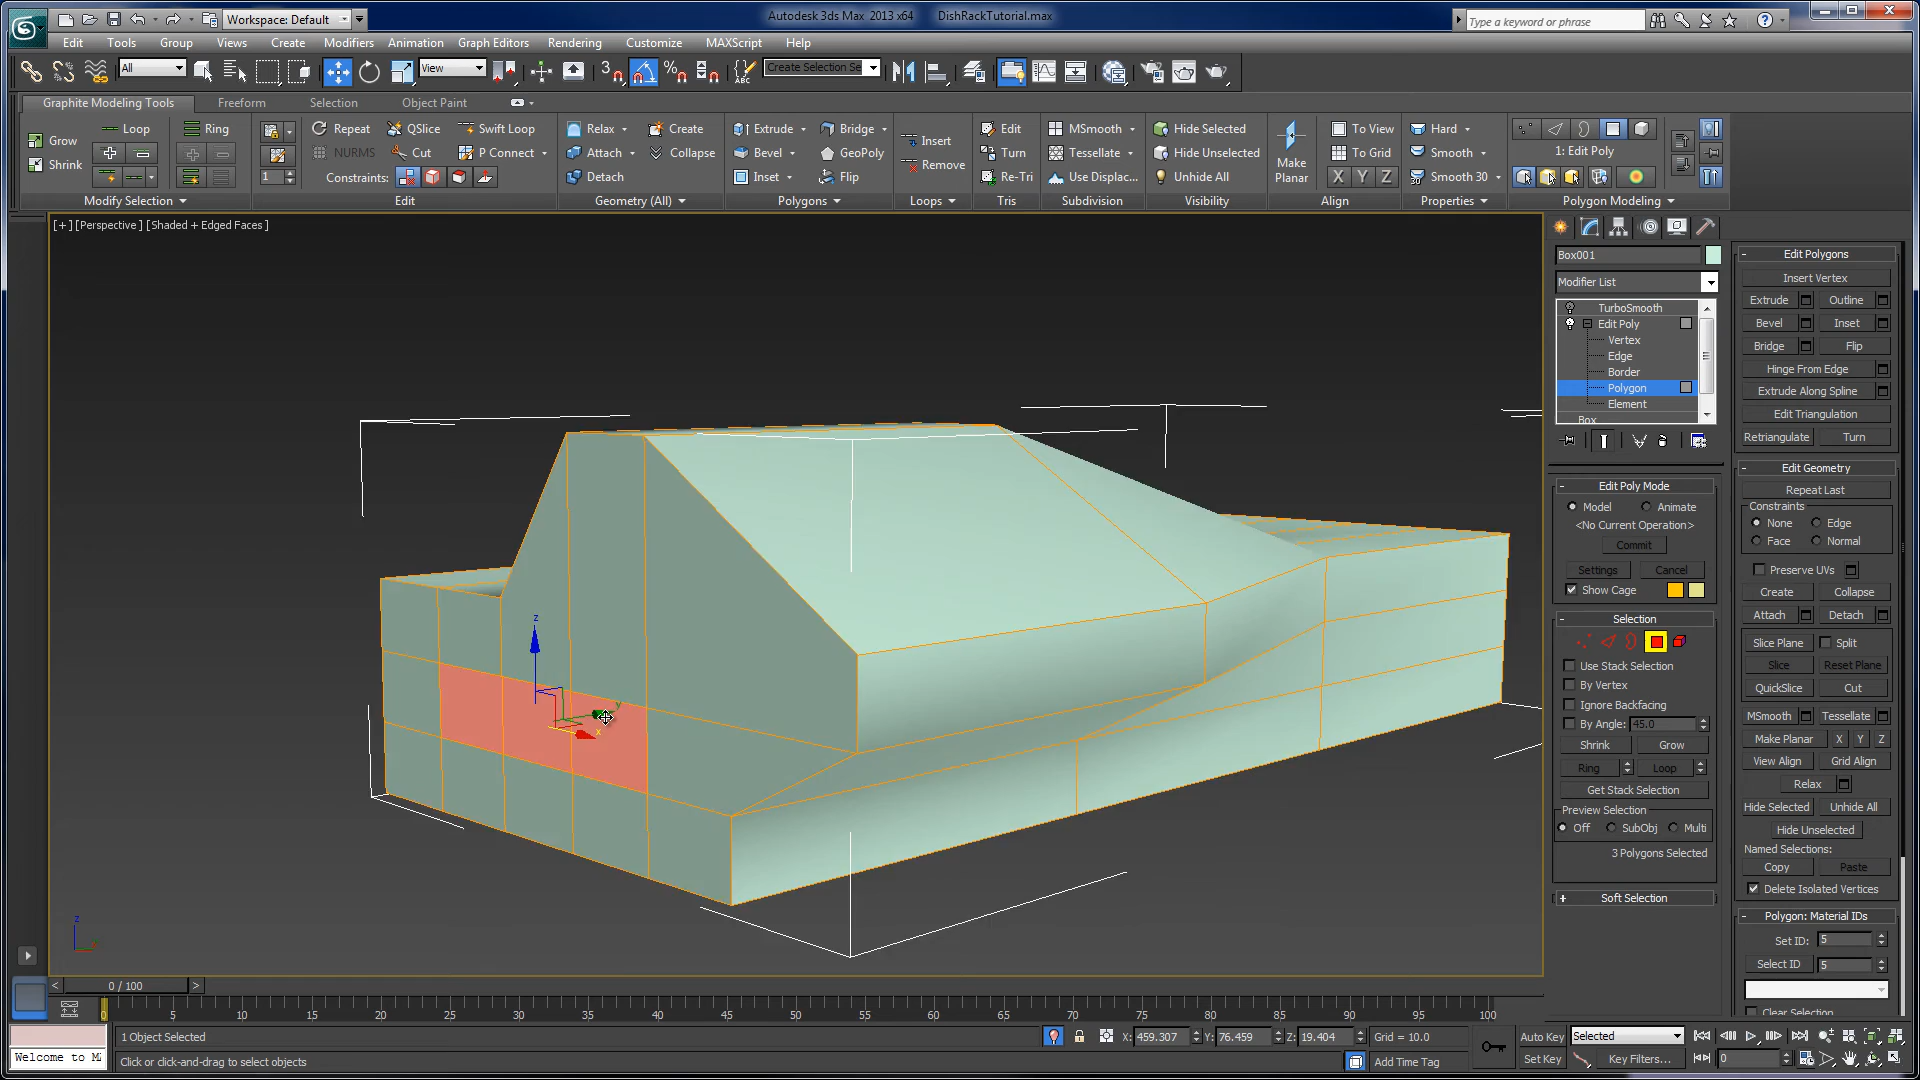 Workspace: Default
Autodesk 3ds Max 2013 x64 DishRackTutorial.max
Type a keyword or phrase
Edit Tools Group Views Create Modifiers Animation Graph Editors Rendering Customize MAXScript Help
All View 3 Create Selection Se
Graphite Modeling Tools Freeform Selection Object Paint
Grow Loop Ring Repeat QSlice Swift Loop Relax Create Extrude Bridge Insert Edit MSmooth Hide Selected To View Hard
Shrink NURMS Cut P Connect Attach Collapse Bevel GeoPoly Remove Turn Tessellate Hide Unselected Make Planar To Grid Smooth 1: Edit Poly
1 Constraints: Detach Inset Flip Re-Tri Use Displac... Unhide All X Y Z Smooth 30
Modify Selection Edit Geometry (All) Polygons Loops Tris Subdivision Visibility Align Properties Polygon Modeling
[+] [Perspective ] [Shaded + Edged Faces ]
Box001
Modifier List
TurboSmooth
Edit Poly
Vertex
Edge
Border
Polygon
Element
Box
Edit Poly Mode
Model Animate
<No Current Operation>
Commit
Settings Cancel
Show Cage
Selection
Use Stack Selection
By Vertex
Ignore Backfacing
By Angle: 45.0
Shrink Grow
Ring Loop
Get Stack Selection
Preview Selection
Off SubObj Multi
3 Polygons Selected
Soft Selection
Edit Polygons
Insert Vertex
Extrude Outline
Bevel Inset
Bridge Flip
Hinge From Edge
Extrude Along Spline
Edit Triangulation
Retriangulate Turn
Edit Geometry
Repeat Last
Constraints
None Edge
Face Normal
Preserve UVs
Create Collapse
Attach Detach
Slice Plane Split
Slice Reset Plane
QuickSlice Cut
MSmooth Tessellate
Make Planar X Y Z
View Align Grid Align
Relax
Hide Selected Unhide All
Hide Unselected
Named Selections:
Copy Paste
Delete Isolated Vertices
Polygon: Material IDs
Set ID: 5
Select ID 5
Clear Selection
z
y
x
z
< 0 / 100 >
0 5 10 15 20 25 30 35 40 45 50 55 60 65 70 75 80 85 90 95 100
1 Object Selected X: 459.307 Y: 76.459 Z: 19.404 Grid = 10.0 Auto Key Selected
Welcome to M Click or click-and-drag to select objects Add Time Tag Set Key Key Filters... 0